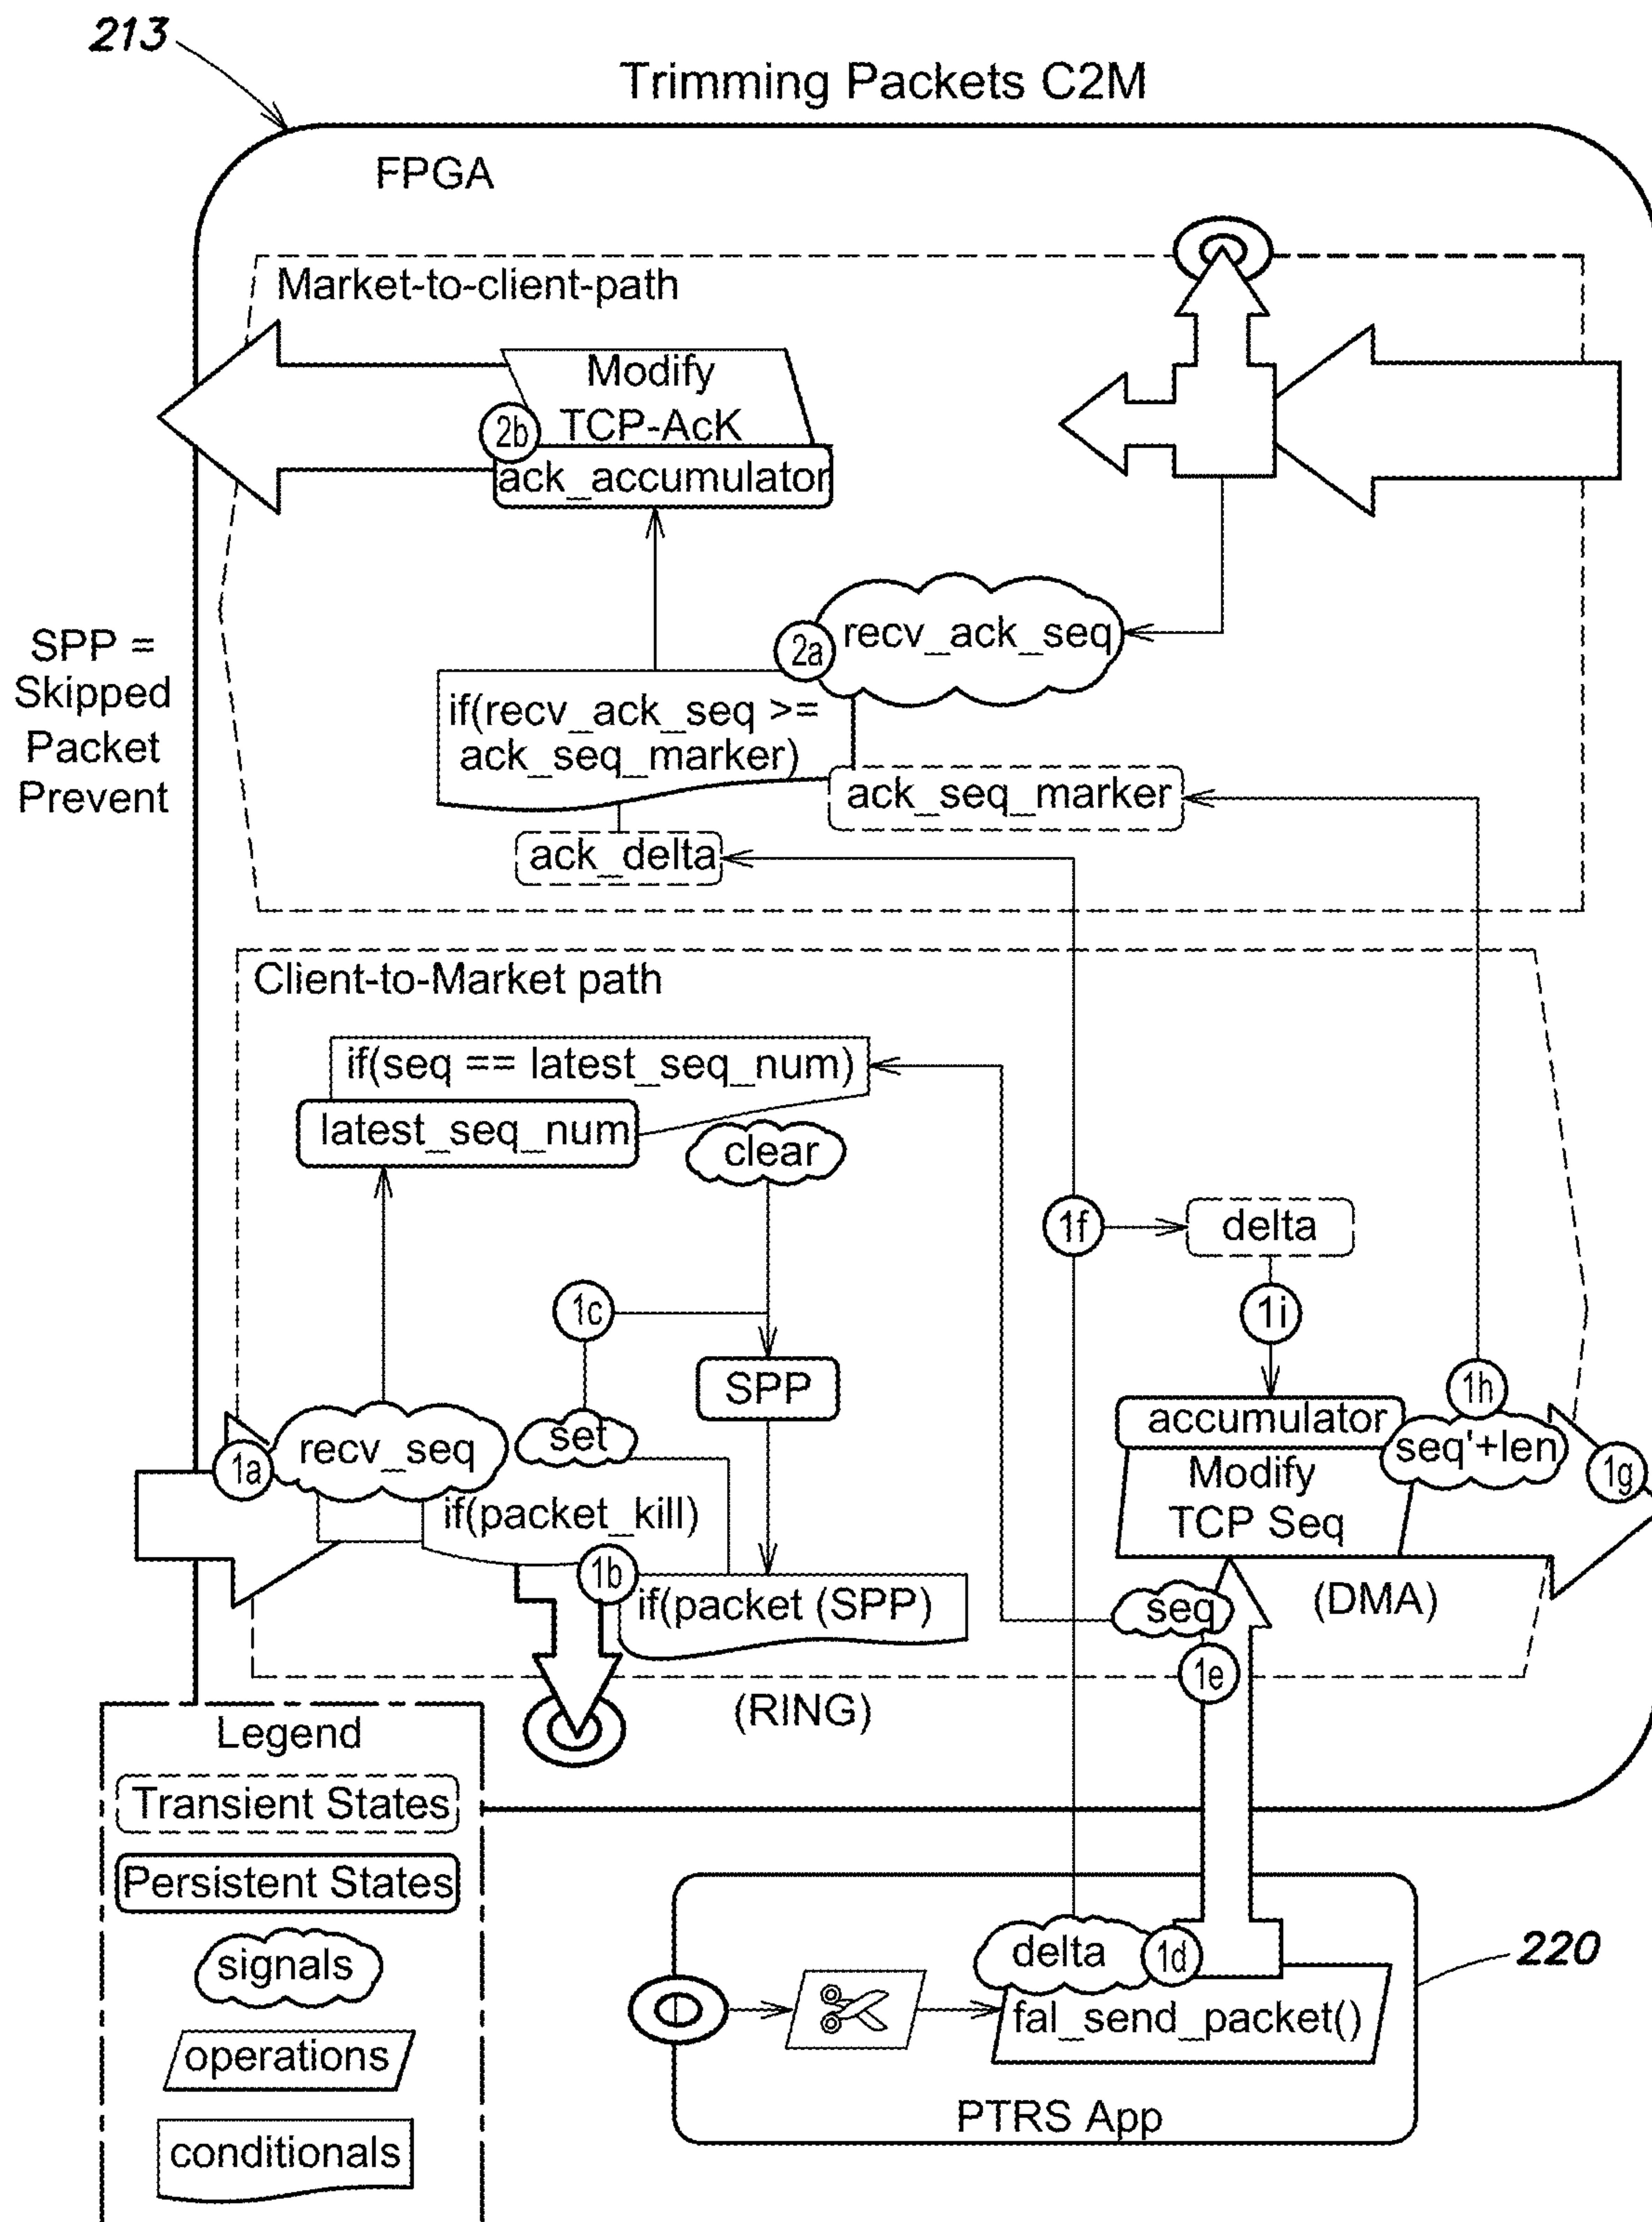 213
Trimming Packets C2M
FPGA
Market-to-client-path
Modify
TCP-AcK
2b
ack_accumulator
SPP =
Skipped
Packet
Prevent
2a
recv_ack_seq
if(recv_ack_seq >=
ack_seq_marker)
ack_seq_marker
ack_delta
Client-to-Market path
if(seq == latest_seq_num)
latest_seq_num
clear
1f
delta
1c
1i
SPP
1h
accumulator
seq'+len
1a
recv_seq
set
1g
Modify
TCP Seq
if(packet_kill)
1b
if(packet (SPP)
seq
(DMA)
1e
(RING)
Legend
Transient States
Persistent States
signals
operations
conditionals
delta
1d
220
fal_send_packet()
PTRS App